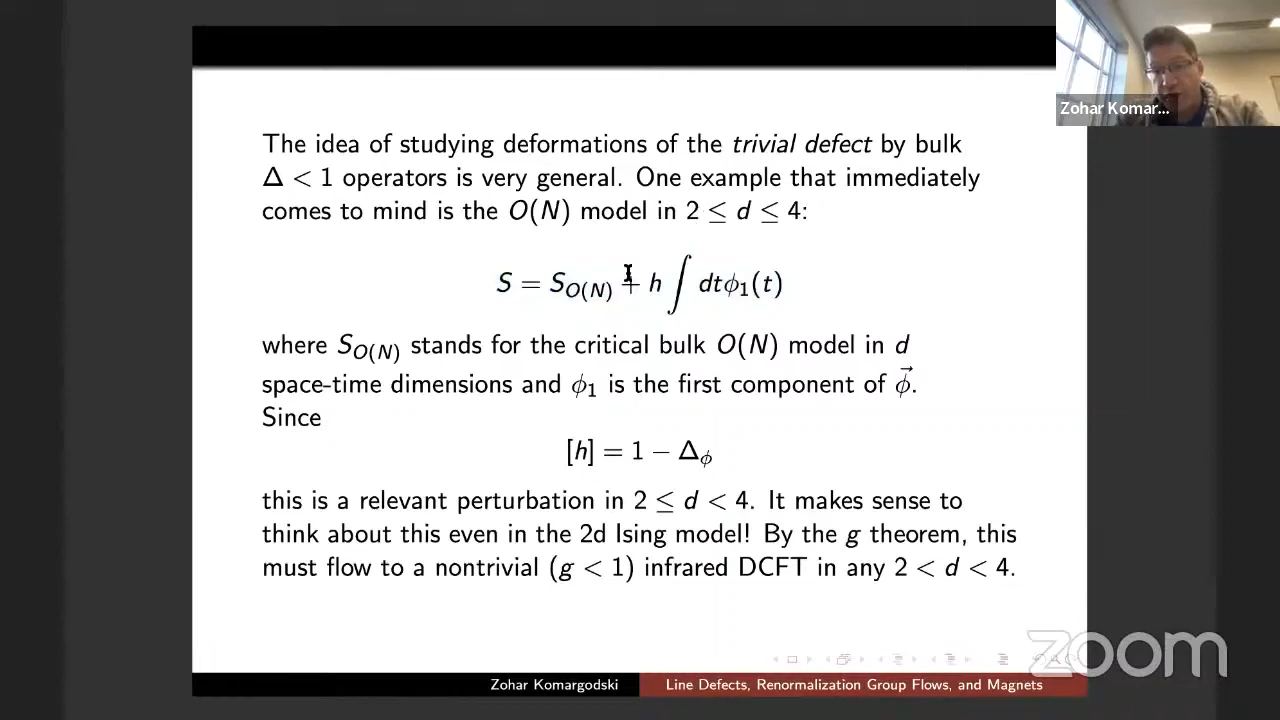 Zohar Komar...
The idea of studying deformations of the trivial defect by bulk
Δ < 1 operators is very general. One example that immediately
comes to mind is the O(N) model in 2 ≤ d ≤ 4:
S = S_{O(N)} + h ∫ dtϕ₁(t)
where S_{O(N)} stands for the critical bulk O(N) model in d
space-time dimensions and ϕ₁ is the first component of ϕ⃗.
Since
[h] = 1 − Δ_ϕ
this is a relevant perturbation in 2 ≤ d < 4. It makes sense to
think about this even in the 2d Ising model! By the g theorem, this
must flow to a nontrivial (g < 1) infrared DCFT in any 2 < d < 4.
zoom
Zohar Komargodski
Line Defects, Renormalization Group Flows, and Magnets